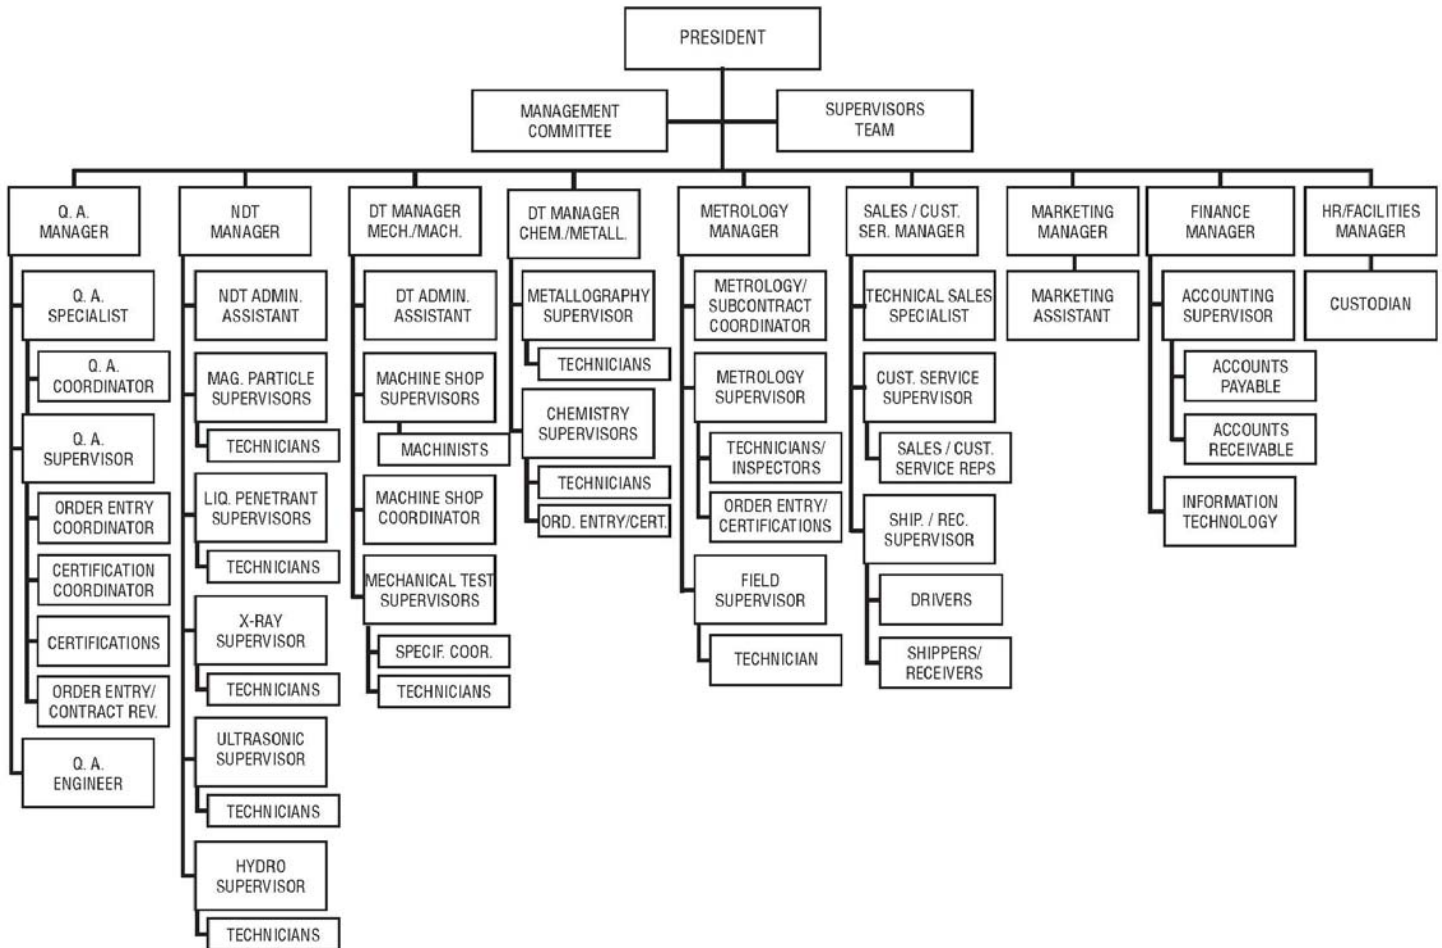 PRESIDENT
MANAGEMENT
COMMITTEE
SUPERVISORS
TEAM
Q. A.
MANAGER
Q. A.
SPECIALIST
Q. A.
COORDINATOR
Q. A.
SUPERVISOR
ORDER ENTRY
COORDINATOR
CERTIFICATION
COORDINATOR
CERTIFICATIONS
ORDER ENTRY/
CONTRACT REV.
Q. A.
ENGINEER
NDT
MANAGER
NDT ADMIN.
ASSISTANT
MAG. PARTICLE
SUPERVISORS
TECHNICIANS
LIQ. PENETRANT
SUPERVISORS
TECHNICIANS
X-RAY
SUPERVISOR
TECHNICIANS
ULTRASONIC
SUPERVISOR
TECHNICIANS
HYDRO
SUPERVISOR
TECHNICIANS
DT MANAGER
MECH./MACH.
DT ADMIN.
ASSISTANT
MACHINE SHOP
SUPERVISORS
MACHINISTS
MACHINE SHOP
COORDINATOR
MECHANICAL TEST
SUPERVISORS
SPECIF. COOR.
TECHNICIANS
DT MANAGER
CHEM./METALL.
METALLOGRAPHY
SUPERVISOR
TECHNICIANS
CHEMISTRY
SUPERVISORS
TECHNICIANS
ORD. ENTRY/CERT.
METROLOGY
MANAGER
METROLOGY/
SUBCONTRACT
COORDINATOR
METROLOGY
SUPERVISOR
TECHNICIANS/
INSPECTORS
ORDER ENTRY/
CERTIFICATIONS
FIELD
SUPERVISOR
TECHNICIAN
SALES / CUST.
SER. MANAGER
TECHNICAL SALES
SPECIALIST
CUST. SERVICE
SUPERVISOR
SALES / CUST.
SERVICE REPS
SHIP. / REC.
SUPERVISOR
DRIVERS
SHIPPERS/
RECEIVERS
MARKETING
MANAGER
MARKETING
ASSISTANT
FINANCE
MANAGER
ACCOUNTING
SUPERVISOR
ACCOUNTS
PAYABLE
ACCOUNTS
RECEIVABLE
INFORMATION
TECHNOLOGY
HR/FACILITIES
MANAGER
CUSTODIAN